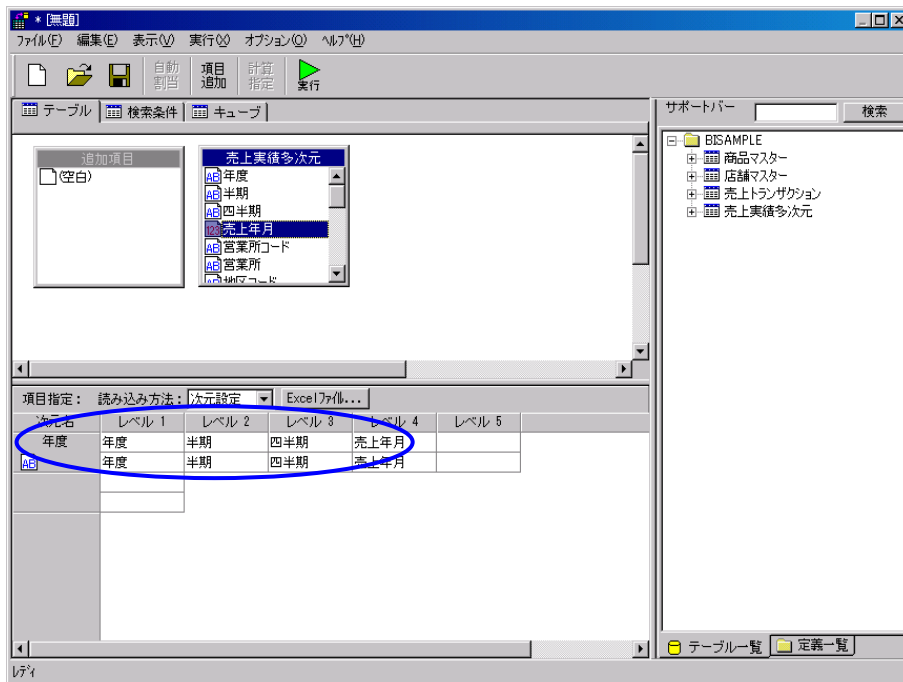 * [無題]
ファイル(F) 編集(E) 表示(V) 実行(X) オプション(O) ヘルプ(H)
自動割当 項目追加 計算指定 実行
テーブル 検索条件 キューブ
追加項目
(空白)
売上実績多次元
年度
半期
四半期
売上年月
営業所コード
営業所
地区コード
項目指定： 読み込み方法： 次元設定 Excelファイル...
次元名 レベル 1 レベル 2 レベル 3 レベル 4 レベル 5
年度 年度 半期 四半期 売上年月
AB 年度 半期 四半期 売上年月
サポートバー 検索
BISAMPLE
商品マスター
店舗マスター
売上トランザクション
売上実績多次元
テーブル一覧 定義一覧
レディ